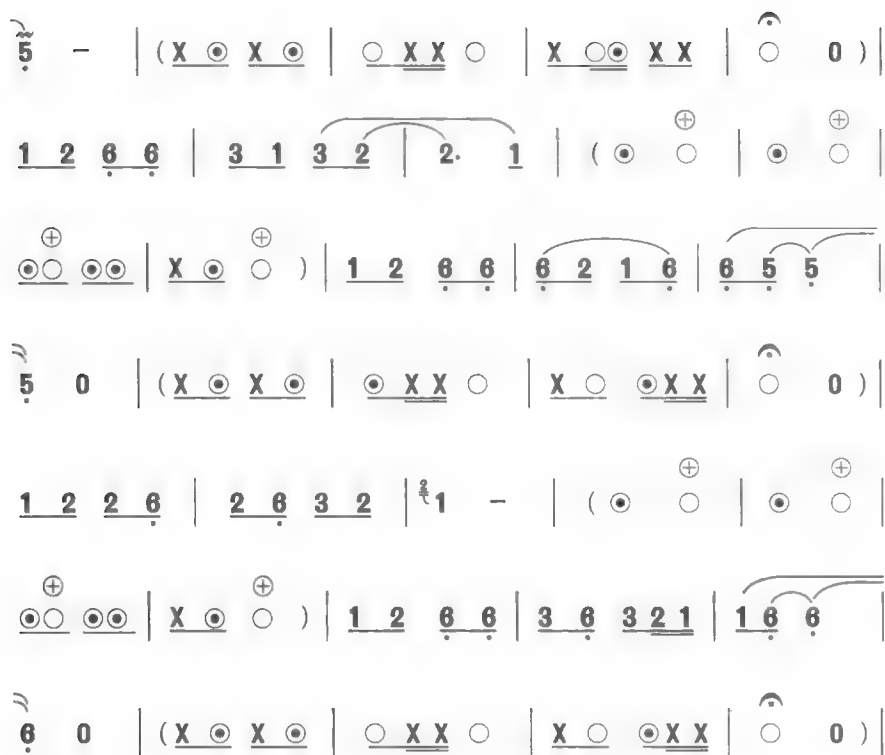 5̣ - | ( X ⊙ X ⊙ | ○ X X ○ | X ○⊙ X X | ○ 0 ) |
1 2 6̣ 6̣ | 3 1 3 2 | 2. 1 | ( ⊙ ⊕ ○ | ⊙ ⊕ ○ |
⊙ ⊕ ○ ⊙⊙ | X ⊙ ⊕ ○ ) | 1 2 6̣ 6̣ | 6̣ 2 1 6̣ | 6̣ 5̣ 5̣ |
5̣ 0 | ( X ⊙ X ⊙ | ⊙ X X ○ | X ○ ⊙ X X | ○ 0 ) |
1 2 2 6̣ | 2 6̣ 3 2 | 2 1 - | ( ⊙ ⊕ ○ | ⊙ ⊕ ○ |
⊙ ⊕ ○ ⊙⊙ | X ⊙ ⊕ ○ ) | 1 2 6̣ 6̣ | 3 6̣ 3 2 1 | 1 6̣ 6̣ |
6̣ 0 | ( X ⊙ X ⊙ | ○ X X ○ | X ○ ⊙ X X | ○ 0 ) |